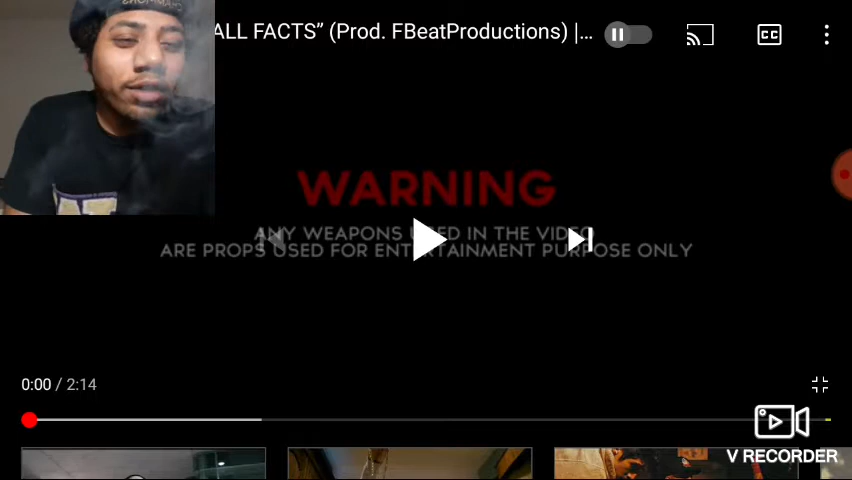 ALL FACTS” (Prod. FBeatProductions) |...
CC
WARNING
ANY WEAPONS USED IN THE VIDEO
ARE PROPS USED FOR ENTERTAINMENT PURPOSE ONLY
0:00 / 2:14
V RECORDER